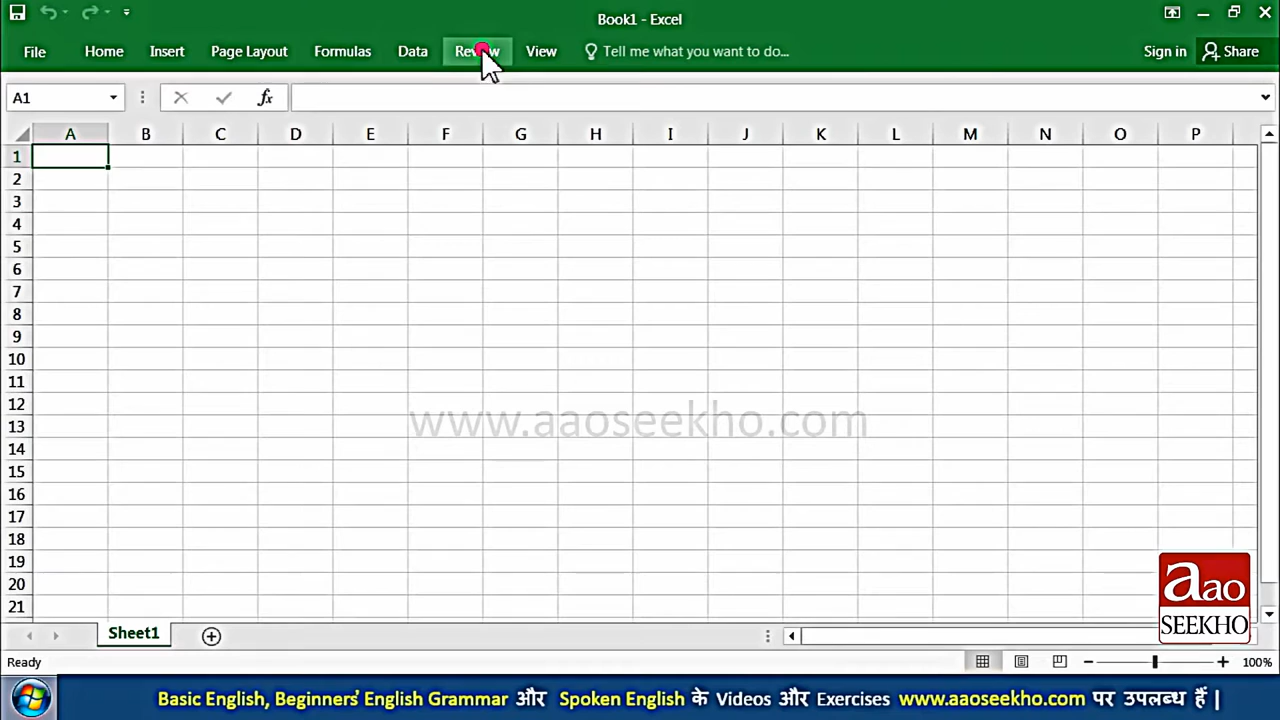 Book1 - Excel
File Home Insert Page Layout Formulas Data Review View Tell me what you want to do... Sign in Share
A1 fx
A B C D E F G H I J K L M N O P
1
2
3
4
5
6
7
8
9
10
11
12
www.aaoseekho.com
13
14
15
16
17
18
19
20
21
aao
SEEKHO
Sheet1
Ready 100%
Basic English, Beginners' English Grammar और Spoken English के Videos और Exercises www.aaoseekho.com पर उपलब्ध हैं |